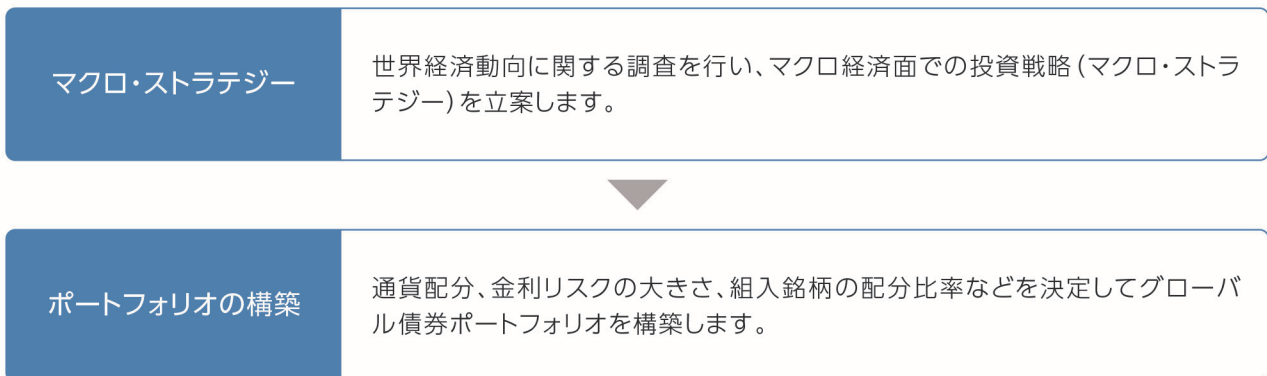 マクロ・ストラテジー
世界経済動向に関する調査を行い、マクロ経済面での投資戦略(マクロ・ストラ
テジー)を立案します。
ポートフォリオの構築
通貨配分、金利リスクの大きさ、組入銘柄の配分比率などを決定してグローバ
ル債券ポートフォリオを構築します。